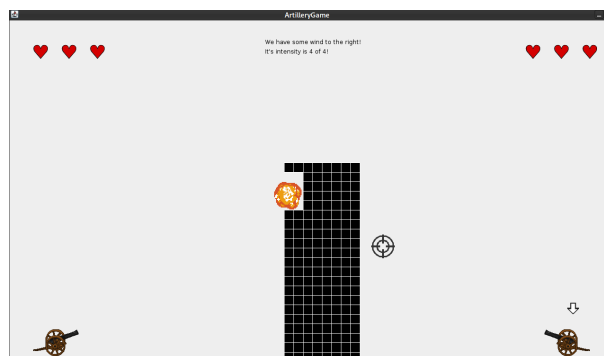 ArtilleryGame
We have some wind to the right!
It's intensity is 4 of 4!